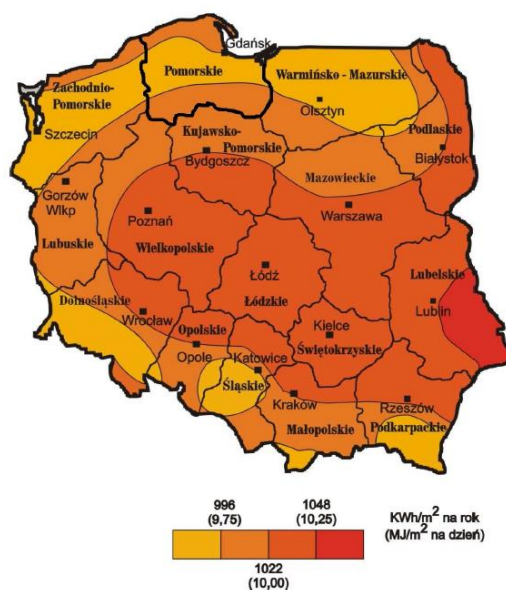 Gdańsk
Zachodnio-
Pomorskie
Pomorskie
Warmińsko - Mazurskie
Olsztyn
Szczecin
Kujawsko-
Pomorskie
Bydgoszcz
Podlaskie
Białystok
Gorzów
Wlkp
Mazowieckie
Poznań
Warszawa
Lubuskie
Wielkopolskie
Łódź
Łódzkie
Lubelskie
Lublin
Dolnośląskie
Wrocław
Opolskie
Opole
Kielce
Świętokrzyskie
Katowice
Śląskie
Kraków
Małopolskie
Rzeszów
Podkarpackie
996 1048 KWh/m² na rok
(9,75) (10,25) (MJ/m² na dzień)
1022
(10,00)